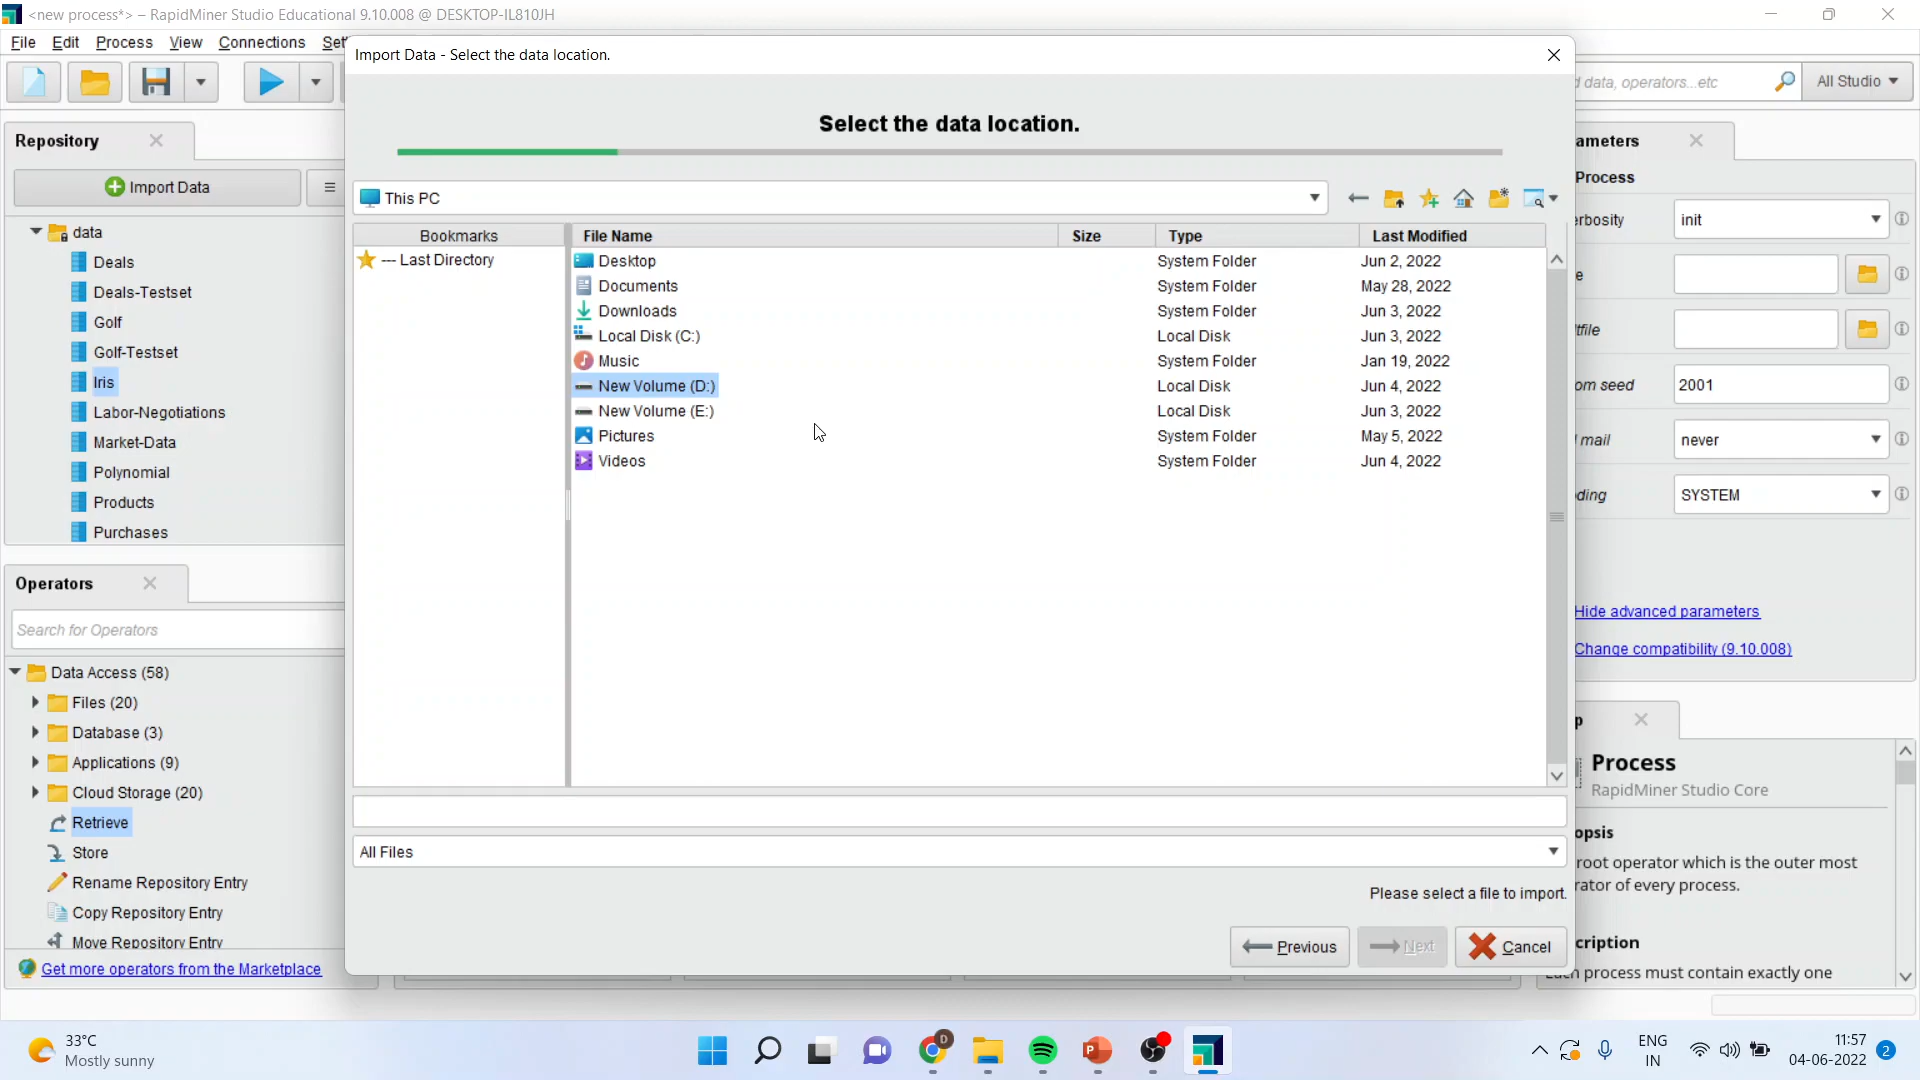 <new process*> – RapidMiner Studio Educational 9.10.008 @ DESKTOP-IL810JH
File Edit Process View Connections
Import Data - Select the data location.
data, operators...etc
All Studio
Select the data location.
Repository
Import Data
This PC
Process
init
Bookmarks File Name Size Type Last Modified
--- Last Directory
Desktop System Folder Jun 2, 2022
Documents System Folder May 28, 2022
Downloads System Folder Jun 3, 2022
Local Disk (C:) Local Disk Jun 3, 2022
Music System Folder Jan 19, 2022
New Volume (D:) Local Disk Jun 4, 2022
New Volume (E:) Local Disk Jun 3, 2022
Pictures System Folder May 5, 2022
Videos System Folder Jun 4, 2022
data
Deals
Deals-Testset
Golf
Golf-Testset
Iris
Labor-Negotiations
Market-Data
Polynomial
Products
Purchases
seed 2001
mail never
SYSTEM
Hide advanced parameters
Change compatibility (9.10.008)
Operators
Search for Operators
Data Access (58)
Files (20)
Database (3)
Applications (9)
Cloud Storage (20)
Retrieve
Store
Rename Repository Entry
Copy Repository Entry
Move Repository Entry
Get more operators from the Marketplace
All Files
Please select a file to import.
Previous Next Cancel
Process
RapidMiner Studio Core
root operator which is the outer most
of every process.
Each process must contain exactly one
33°C
Mostly sunny
ENG
IN
11:57
04-06-2022
2
D